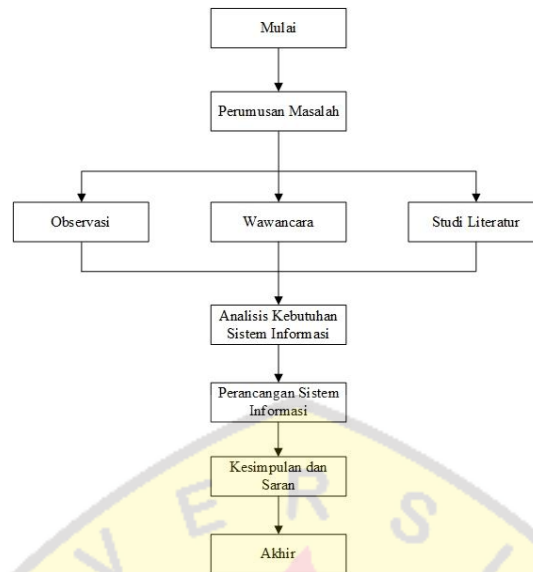 Mulai
Perumusan Masalah
Observasi
Wawancara
Studi Literatur
Analisis Kebutuhan
Sistem Informasi
Perancangan Sistem
Informasi
Kesimpulan dan
Saran
Akhir
V E R S I